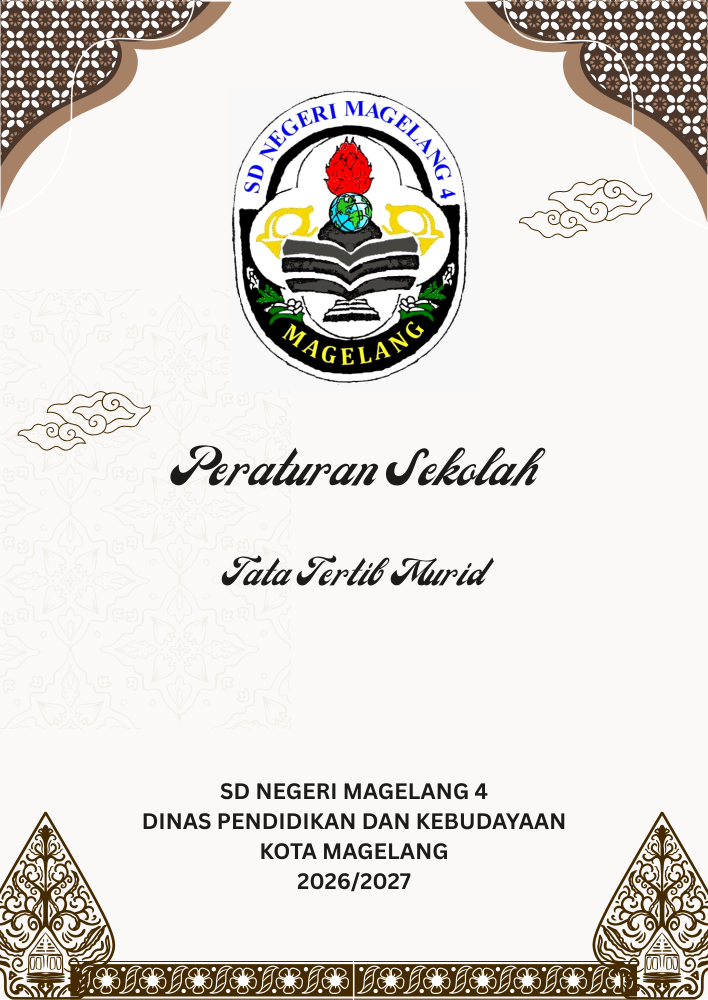 SD NEGERI MAGELANG 4
MAGELANG
Peraturan Sekolah
Tata Tertib Murid
SD NEGERI MAGELANG 4
DINAS PENDIDIKAN DAN KEBUDAYAAN
KOTA MAGELANG
2026/2027